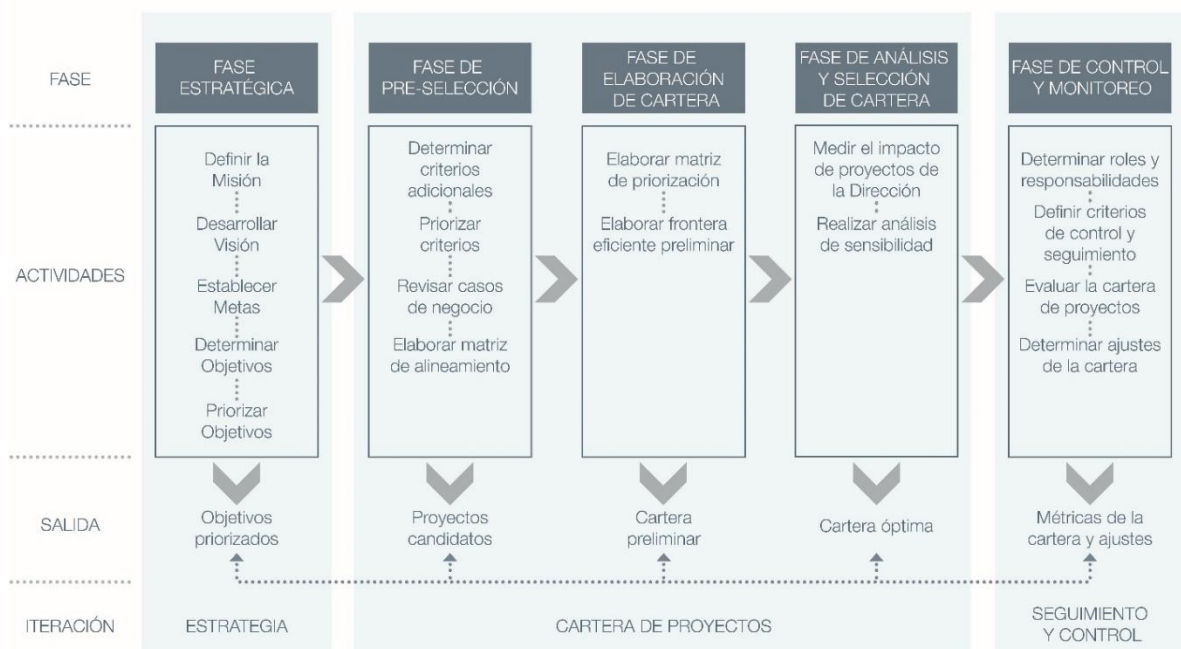 FASE
FASE
ESTRATÉGICA
FASE DE
PRE-SELECCIÓN
FASE DE
ELABORACIÓN
DE CARTERA
FASE DE ANÁLISIS
Y SELECCIÓN
DE CARTERA
FASE DE CONTROL
Y MONITOREO
ACTIVIDADES
Definir la
Misión
Desarrollar
Visión
Establecer
Metas
Determinar
Objetivos
Priorizar
Objetivos
Determinar
criterios
adicionales
Priorizar
criterios
Revisar casos
de negocio
Elaborar matriz
de alineamiento
Elaborar matriz
de priorización
Elaborar frontera
eficiente preliminar
Medir el impacto
de proyectos de
la Dirección
Realizar análisis
de sensibilidad
Determinar roles y
responsabilidades
Definir criterios
de control y
seguimiento
Evaluar la cartera
de proyectos
Determinar ajustes
de la cartera
SALIDA
Objetivos
priorizados
Proyectos
candidatos
Cartera
preliminar
Cartera óptima
Métricas de la
cartera y ajustes
ITERACIÓN
ESTRATEGIA
CARTERA DE PROYECTOS
SEGUIMIENTO
Y CONTROL